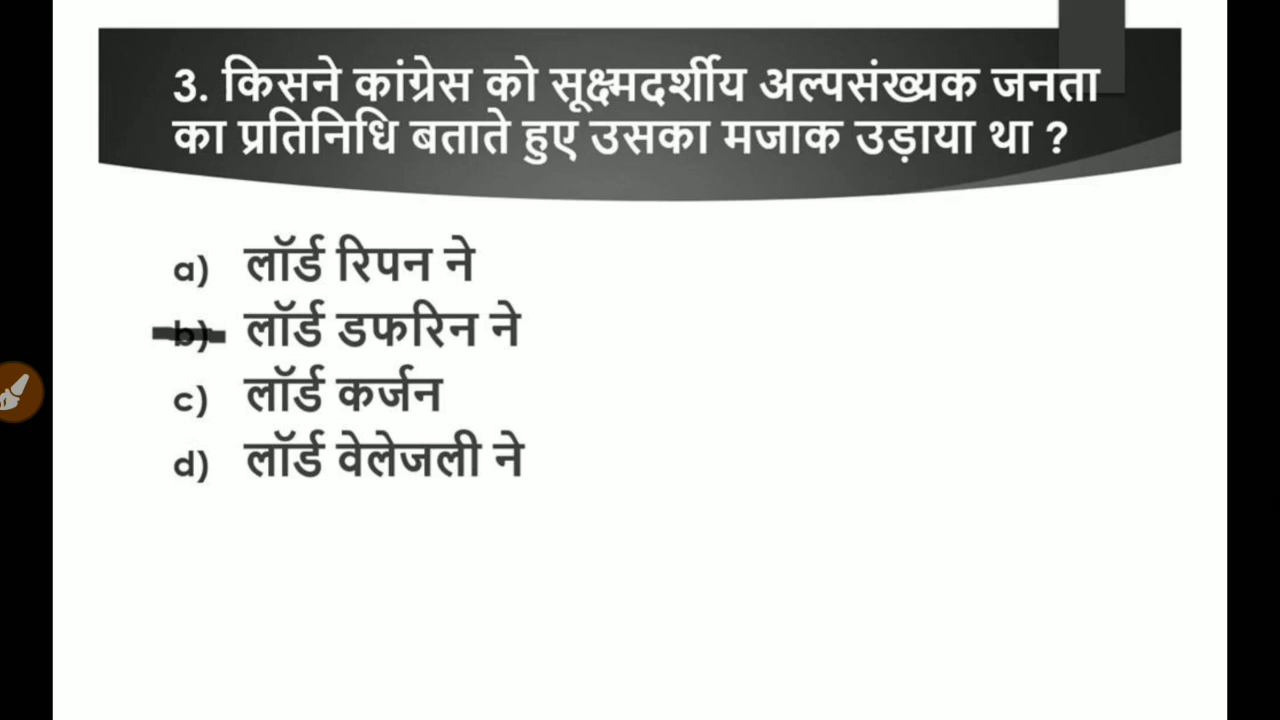 3. किसने कांग्रेस को सूक्ष्मदर्शीय अल्पसंख्यक जनता
का प्रतिनिधि बताते हुए उसका मजाक उड़ाया था ?
a) लॉर्ड रिपन ने
b) लॉर्ड डफरिन ने
c) लॉर्ड कर्जन
d) लॉर्ड वेलेजली ने